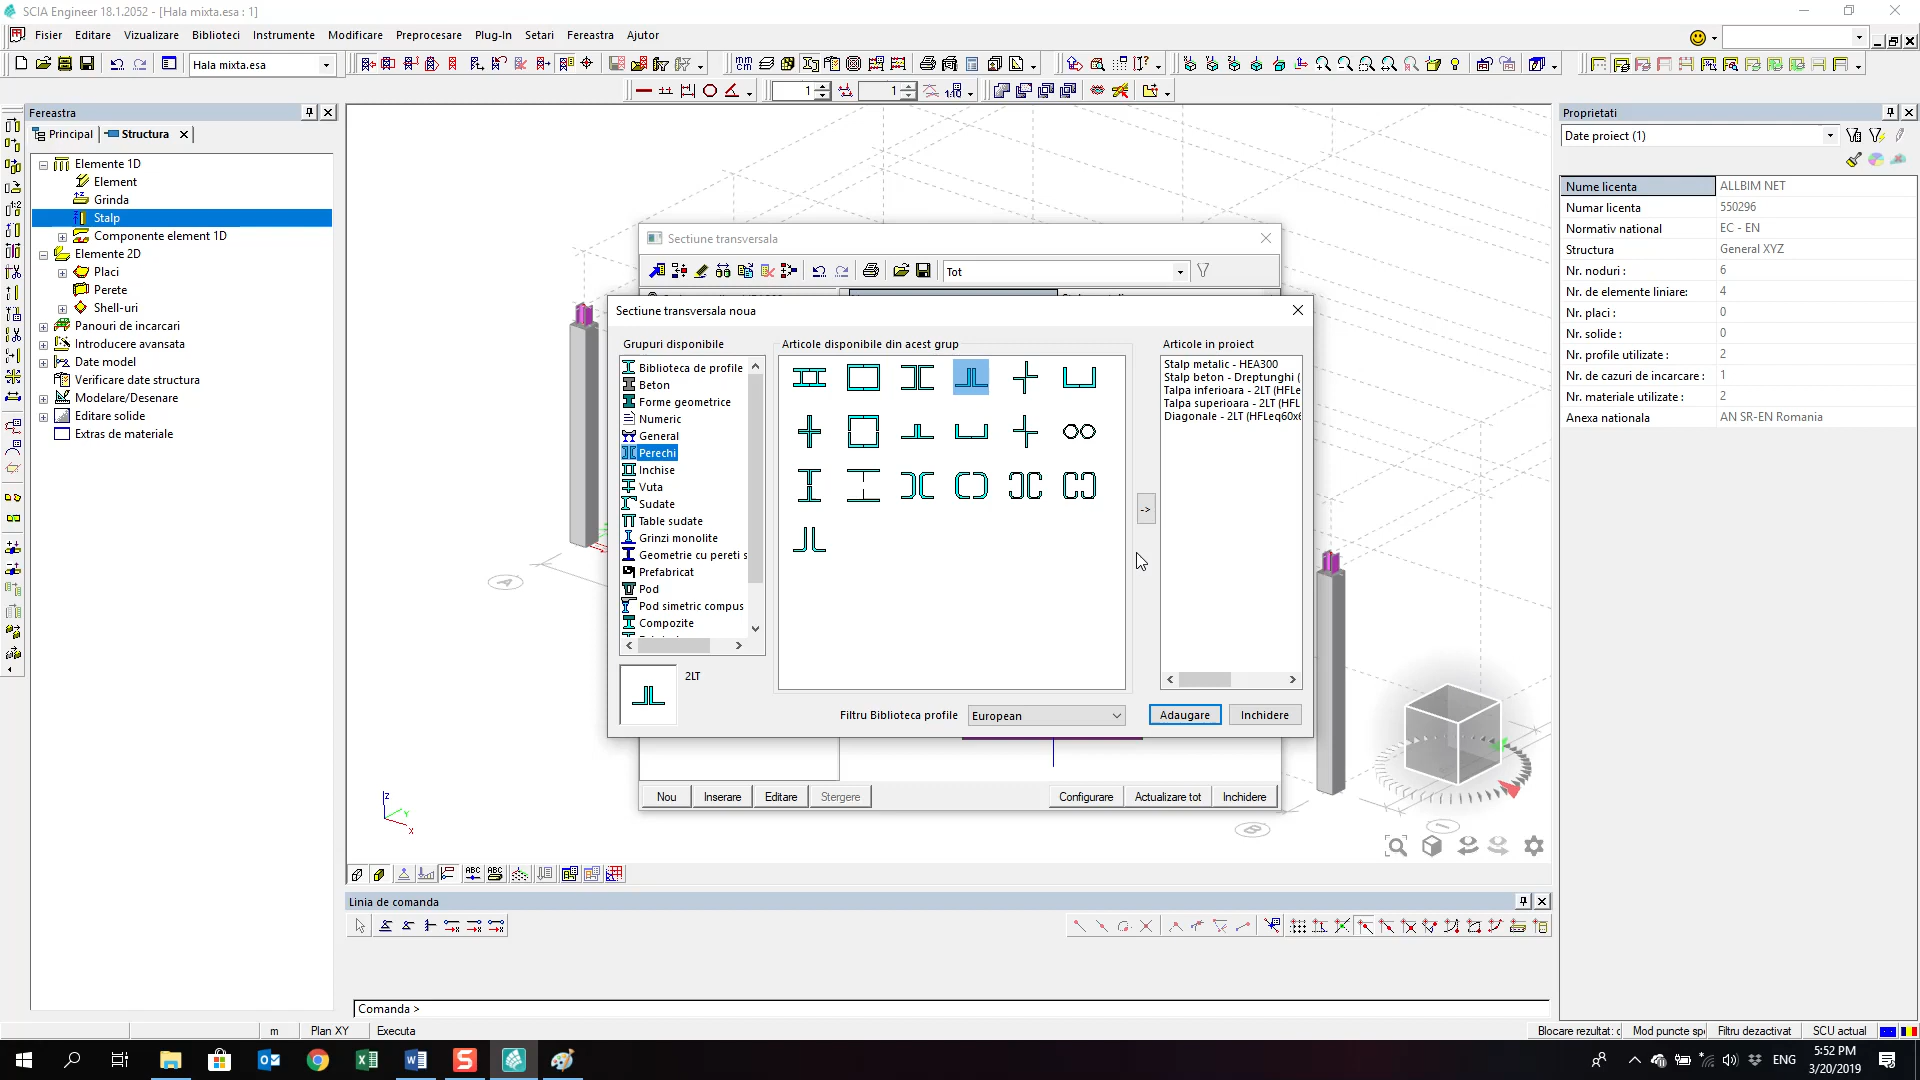 SCIA Engineer 18.1.2052 - [Hala mixta.esa : 1]
Fisier Editare Vizualizare Biblioteci Instrumente Modificare Preprocesare Plug-In Setari Fereastra Ajutor
Hala mixta.esa
1
1
Fereastra
Principal
Structura
Elemente 1D
Element
Grinda
Stalp
Componente element 1D
Elemente 2D
Placi
Perete
Shell-uri
Panouri de incarcari
Introducere avansata
Date model
Verificare date structura
Modelare/Desenare
Editare solide
Extras de materiale
Sectiune transversala
Tot
Sectiune transversala noua
Grupuri disponibile
Biblioteca de profile
Beton
Forme geometrice
Numeric
General
Perechi
Inchise
Vuta
Sudate
Table sudate
Grinzi monolite
Geometrie cu pereti s
Prefabricat
Pod
Pod simetric compus
Compozite
2LT
Articole disponibile din acest grup
Filtru Biblioteca profile
European
->
Articole in proiect
Stalp metalic - HEA300
Stalp beton - Dreptunghi (
Talpa inferioara - 2LT (HFLe
Talpa superioara - 2LT (HFL
Diagonale - 2LT (HFLeq60x6
Adaugare
Inchidere
Nou
Inserare
Editare
Stergere
Configurare
Actualizare tot
Inchidere
A
B
1
Z
Y
X
Proprietati
Date proiect (1)
Nume licenta ALLBIM NET
Numar licenta 550296
Normativ national EC - EN
Structura General XYZ
Nr. noduri : 6
Nr. de elemente liniare: 4
Nr. placi : 0
Nr. solide : 0
Nr. profile utilizate : 2
Nr. de cazuri de incarcare : 1
Nr. materiale utilizate : 2
Anexa nationala AN SR-EN Romania
ABC
ABC
Linia de comanda
Comanda >
m
Plan XY
Executa
Blocare rezultat: c
Mod puncte sp
Filtru dezactivat
SCU actual
ENG
5:52 PM
3/20/2019